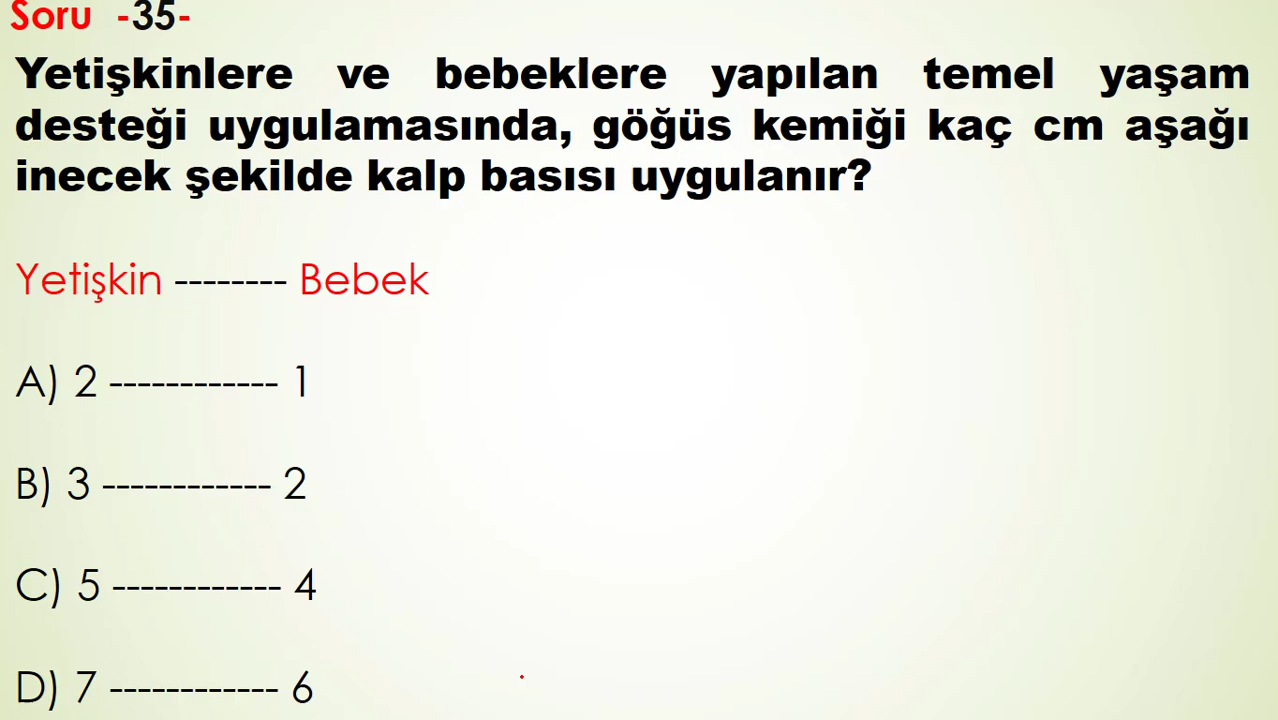 Soru -35-
Yetişkinlere ve bebeklere yapılan temel yaşam
desteği uygulamasında, göğüs kemiği kaç cm aşağı
inecek şekilde kalp basısı uygulanır?
Yetişkin -------- Bebek
A) 2 ------------ 1
B) 3 ------------ 2
C) 5 ------------ 4
D) 7 ------------ 6